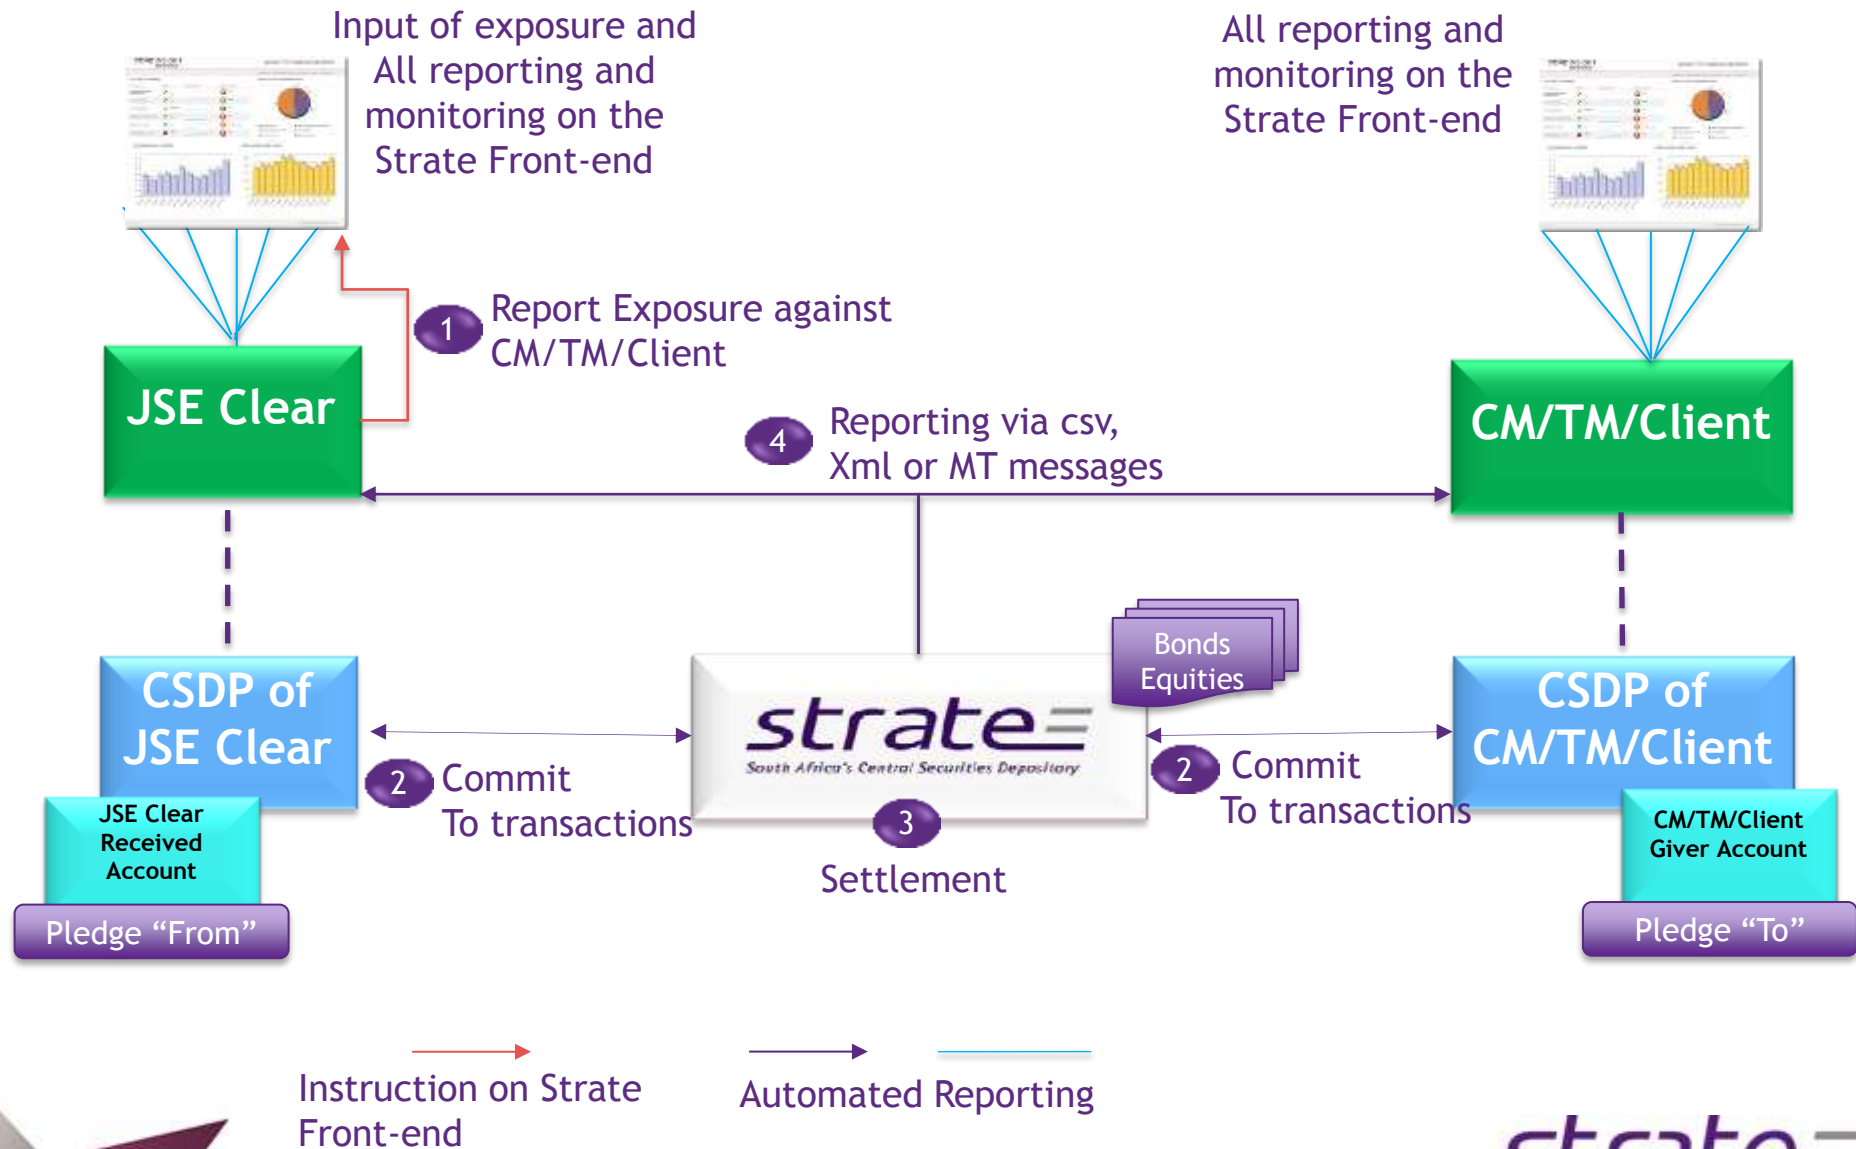 Input of exposure and
All reporting and
monitoring on the
Strate Front-end
All reporting and
monitoring on the
Strate Front-end
1
Report Exposure against
CM/TM/Client
JSE Clear
CM/TM/Client
4
Reporting via csv,
Xml or MT messages
Bonds
Equities
CSDP of
JSE Clear
strate
South Africa's Central Securities Depository
CSDP of
CM/TM/Client
2
Commit
To transactions
2
Commit
To transactions
3
Settlement
JSE Clear
Received
Account
Pledge “From”
CM/TM/Client
Giver Account
Pledge “To”
Instruction on Strate
Front-end
Automated Reporting
strate